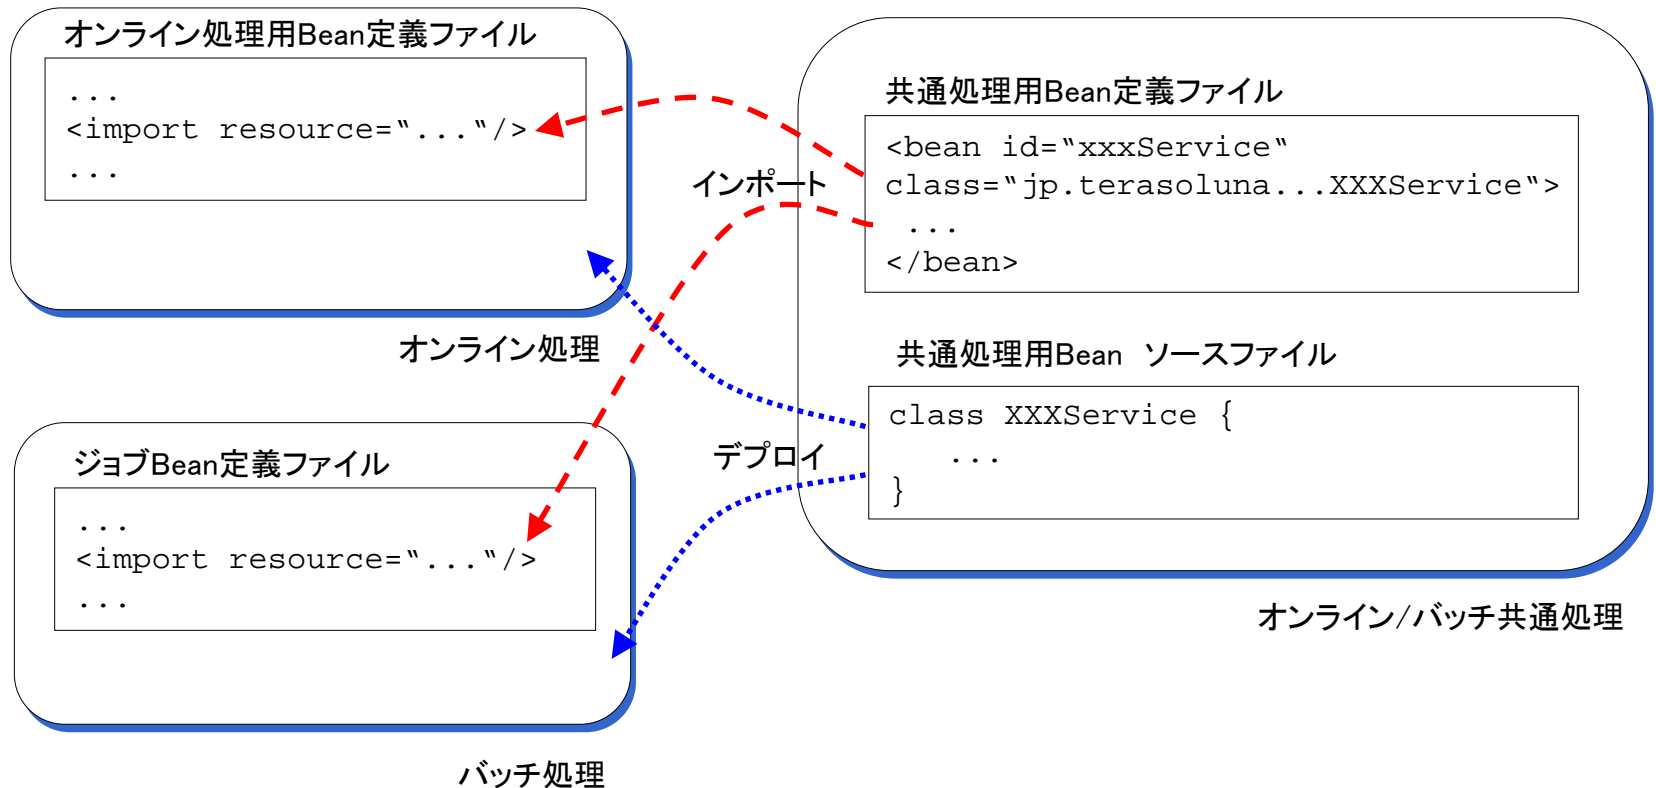 オンライン処理用Bean定義ファイル
...
<import resource=“...“/>
...
オンライン処理
ジョブBean定義ファイル
...
<import resource=“...“/>
...
バッチ処理
インポート
デプロイ
共通処理用Bean定義ファイル
<bean id=“xxxService“
class=“jp.terasoluna...XXXService“>
...
</bean>
共通処理用Bean　ソースファイル
class XXXService {
...
}
オンライン/バッチ共通処理